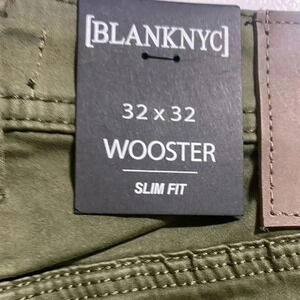 [BLANKNYC]
32 x 32
WOOSTER
SLIM FIT